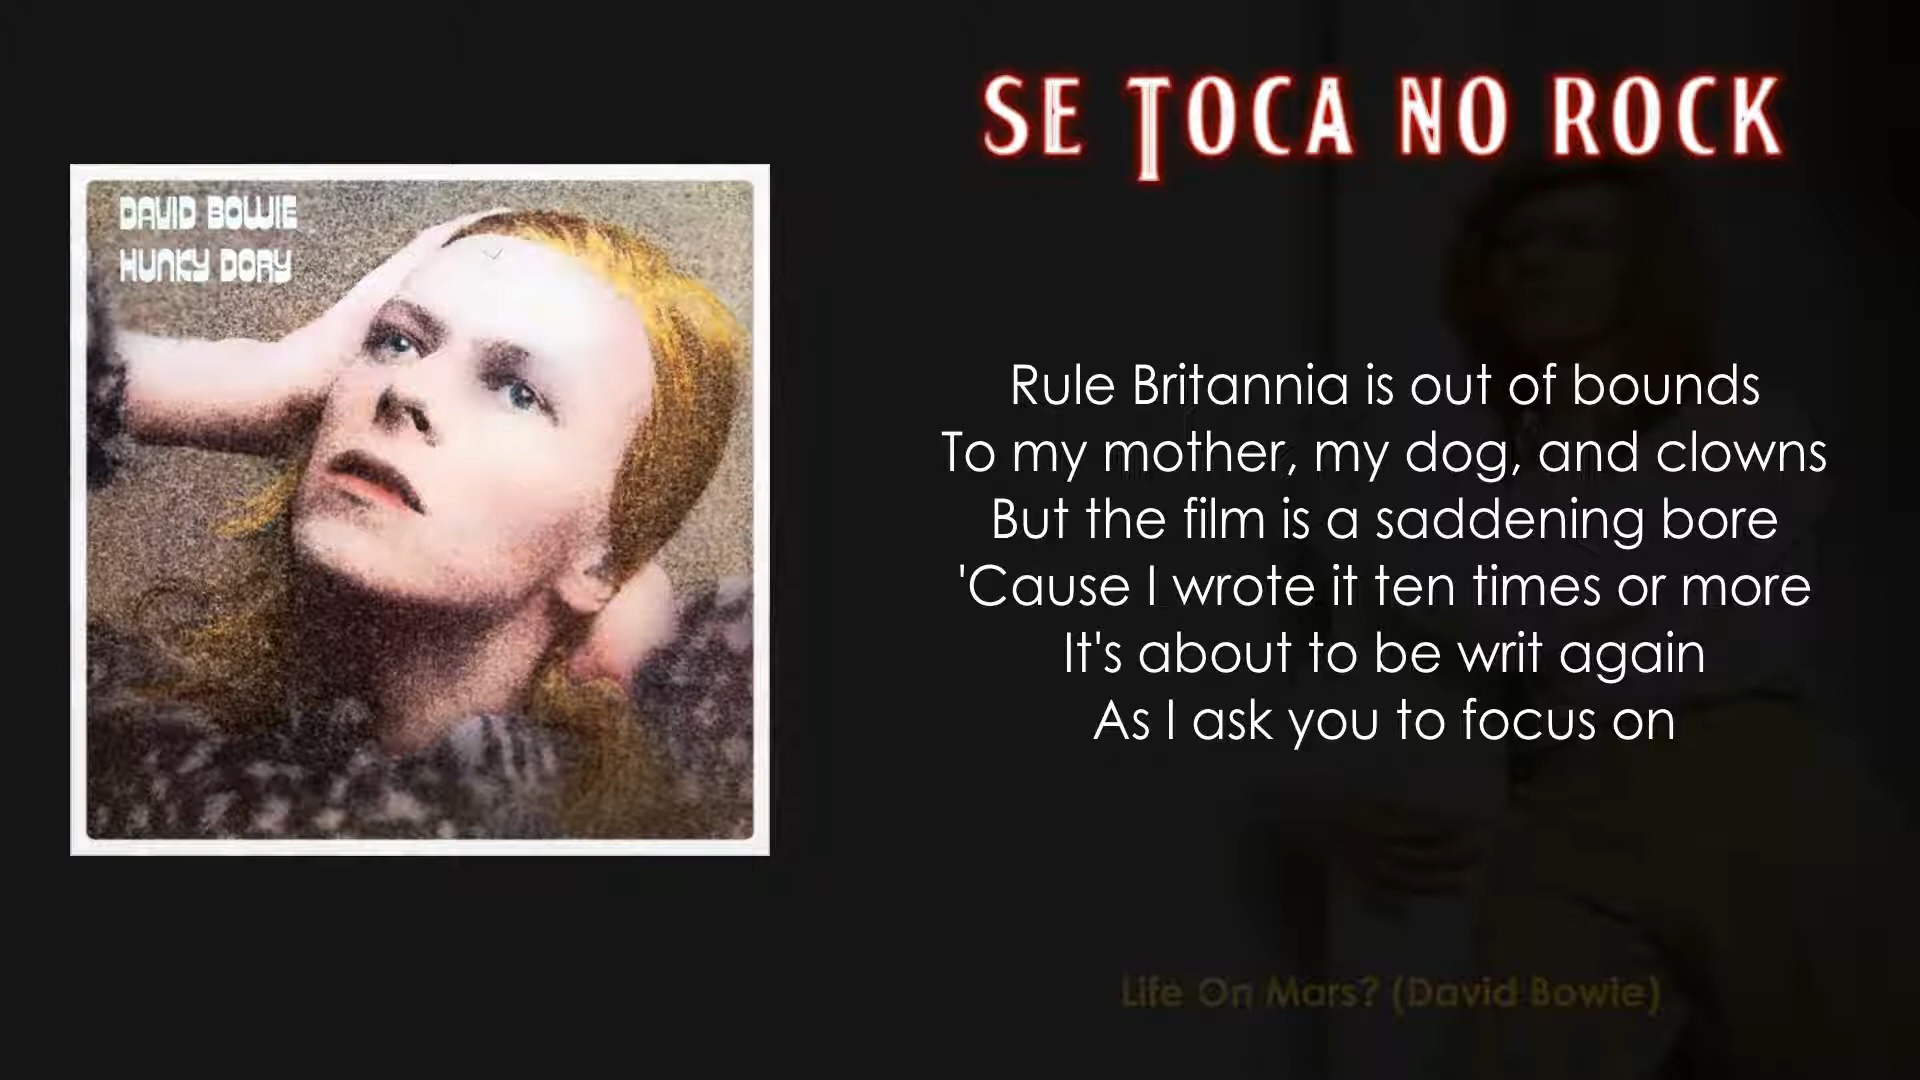 SE TOCA NO ROCK
DAVID BOWIE
HUNKY DORY
Rule Britannia is out of bounds
To my mother, my dog, and clowns
But the film is a saddening bore
'Cause I wrote it ten times or more
It's about to be writ again
As I ask you to focus on
Life On Mars? (David Bowie)